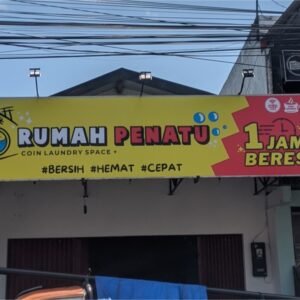 RUMAH PENATU
COIN LAUNDRY SPACE +
#BERSIH #HEMAT #CEPAT
1 JAM
BERES